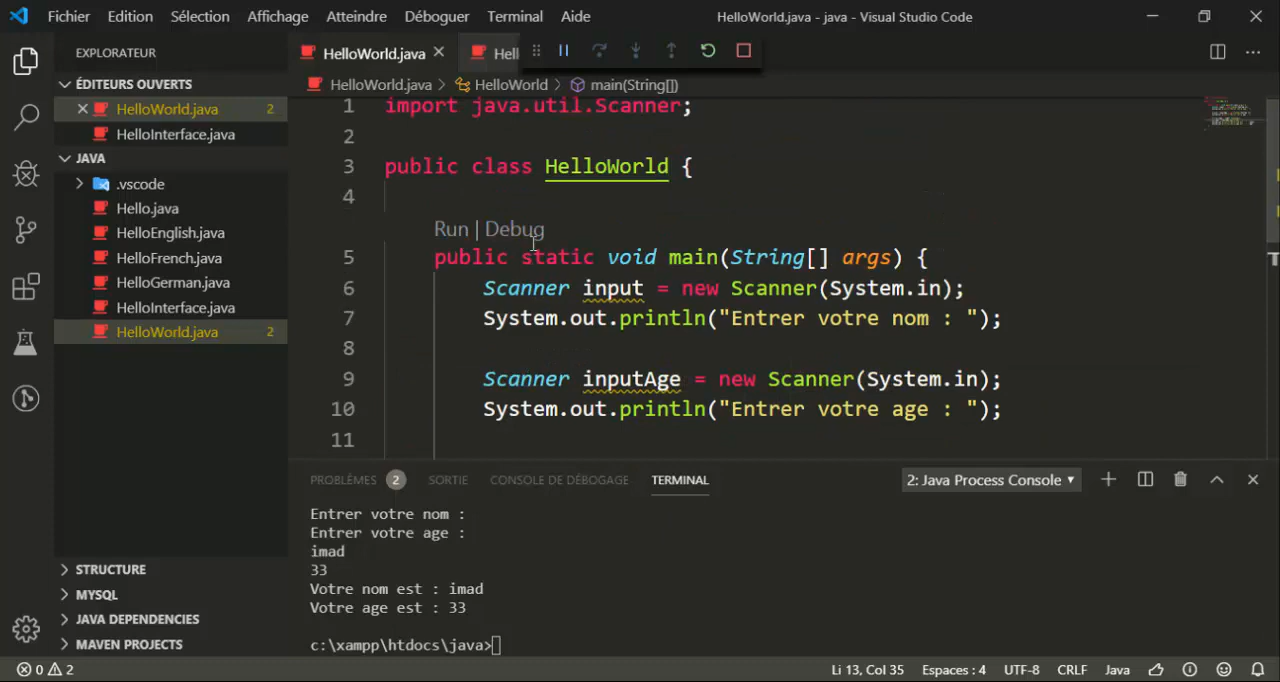 Fichier Edition Sélection Affichage Atteindre Déboguer Terminal Aide HelloWorld.java - java - Visual Studio Code
EXPLORATEUR
ÉDITEURS OUVERTS
HelloWorld.java 2
HelloInterface.java
JAVA
.vscode
Hello.java
HelloEnglish.java
HelloFrench.java
HelloGerman.java
HelloInterface.java
HelloWorld.java 2
STRUCTURE
MYSQL
JAVA DEPENDENCIES
MAVEN PROJECTS
HelloWorld.java Hell
HelloWorld.java > HelloWorld > main(String[])
1 import java.util.Scanner;
2
3 public class HelloWorld {
4
Run | Debug
5 public static void main(String[] args) {
6 Scanner input = new Scanner(System.in);
7 System.out.println("Entrer votre nom : ");
8
9 Scanner inputAge = new Scanner(System.in);
10 System.out.println("Entrer votre age : ");
11
PROBLÈMES 2 SORTIE CONSOLE DE DÉBOGAGE TERMINAL 2: Java Process Console
Entrer votre nom :
Entrer votre age :
imad
33
Votre nom est : imad
Votre age est : 33
c:\xampp\htdocs\java>
0 2 Li 13, Col 35 Espaces : 4 UTF-8 CRLF Java